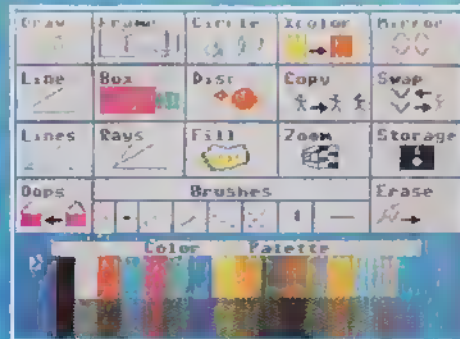 Draw Frame Circle Xcolor Mirror
Line Box Disc Copy Swap
Lines Rays Fill Zoom Storage
Oops Brushes Erase
Color Palette